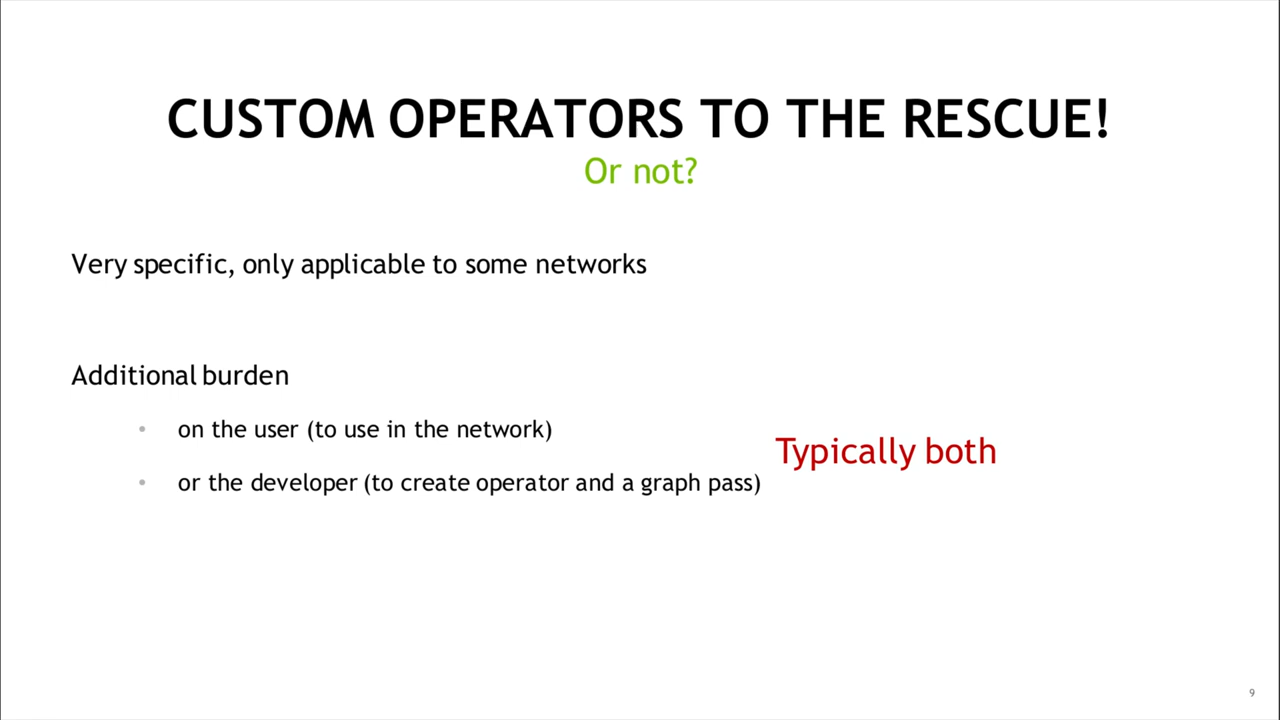 CUSTOM OPERATORS TO THE RESCUE!
Or not?
Very specific, only applicable to some networks
Additional burden
• on the user (to use in the network)
• or the developer (to create operator and a graph pass)
Typically both
9